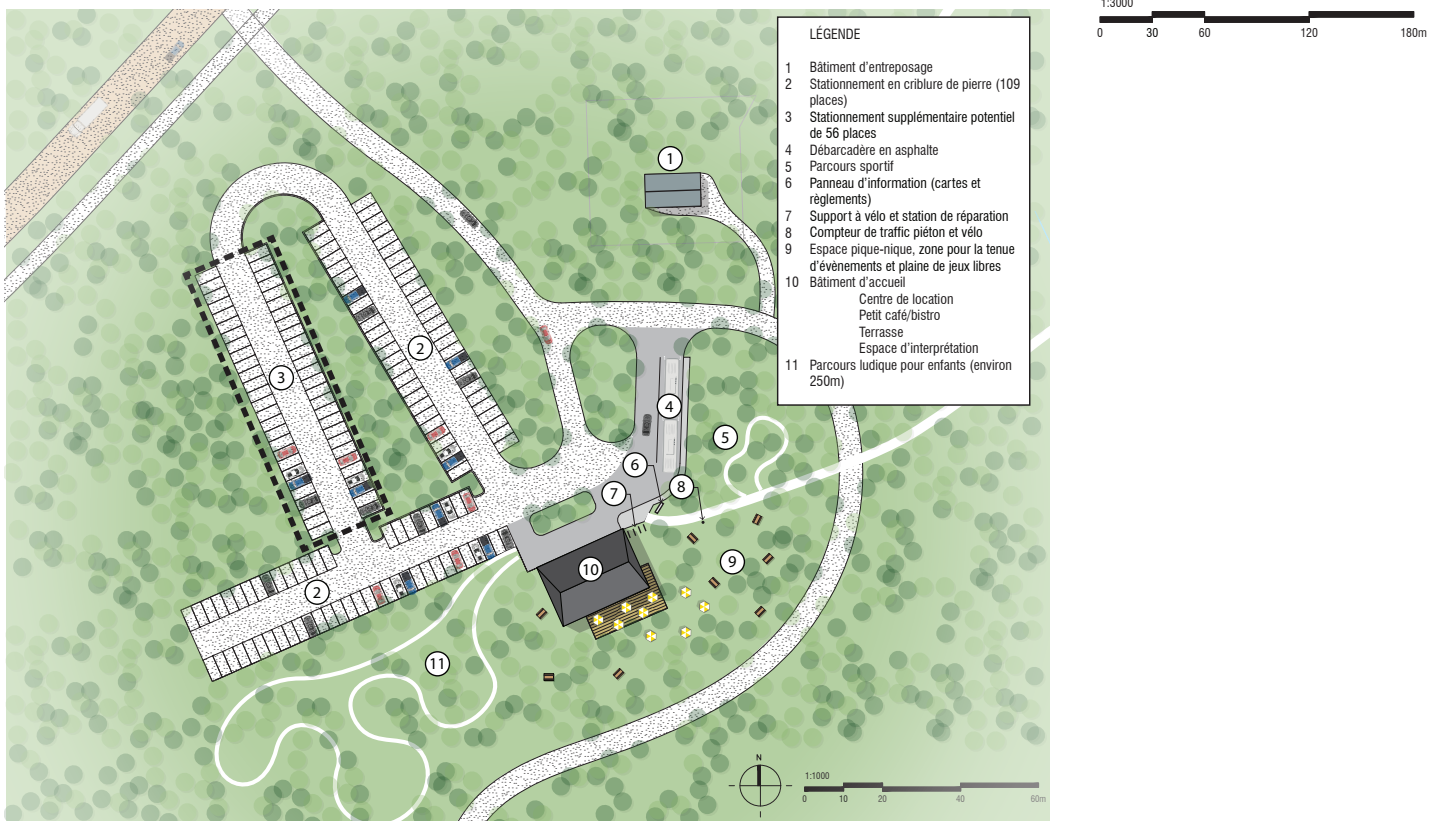 1:3000
0 30 60 120 180m
LÉGENDE
1 Bâtiment d'entreposage
2 Stationnement en criblure de pierre (109
places)
3 Stationnement supplémentaire potentiel
de 56 places
4 Débarcadère en asphalte
5 Parcours sportif
6 Panneau d'information (cartes et
règlements)
7 Support à vélo et station de réparation
8 Compteur de traffic piéton et vélo
9 Espace pique-nique, zone pour la tenue
d'évènements et plaine de jeux libres
10 Bâtiment d'accueil
Centre de location
Petit café/bistro
Terrasse
Espace d'interprétation
11 Parcours ludique pour enfants (environ
250m)
1
2
3
4
5
6
7
8
9
10
2
11
N
1:1000
0 10 20 40 60m